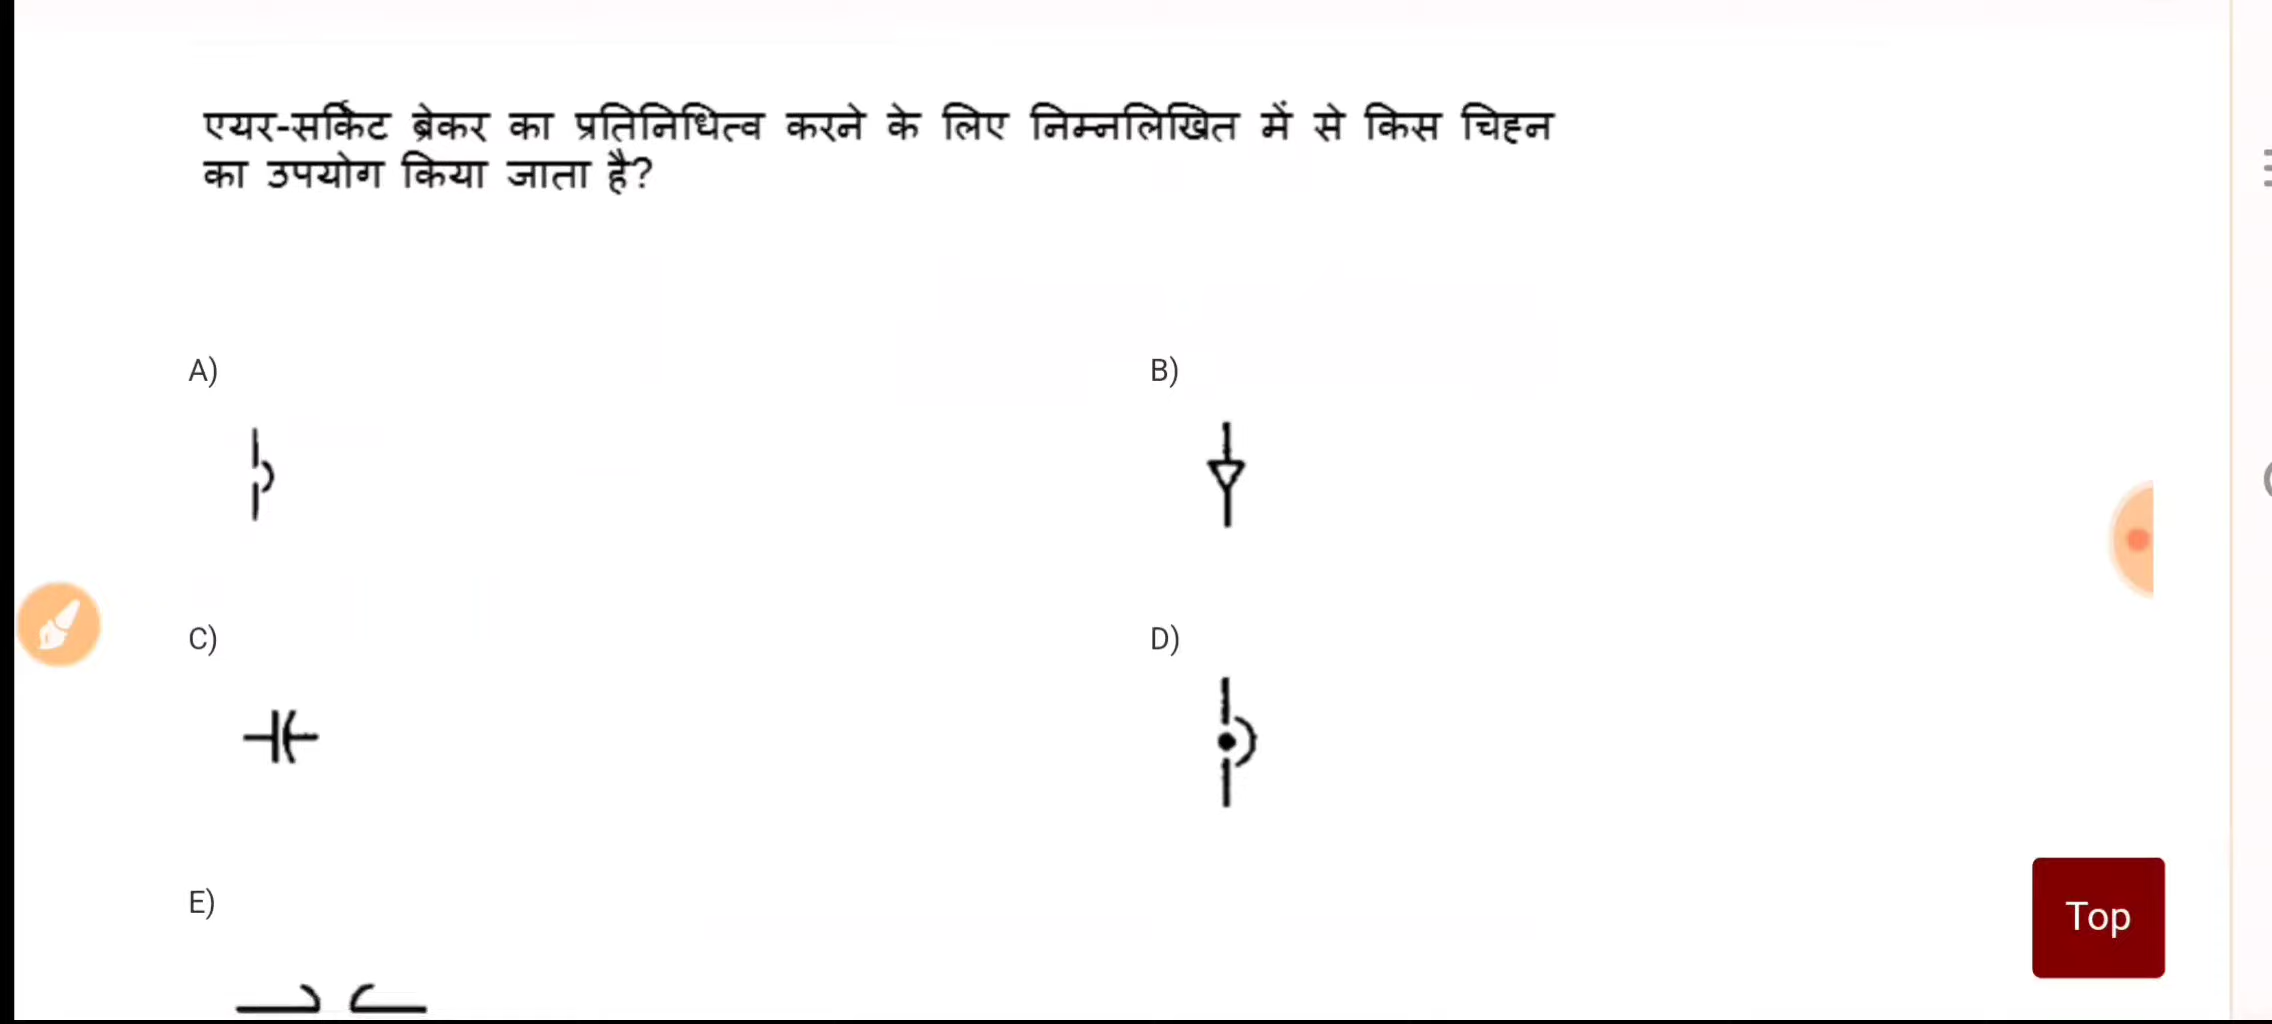 एयर-सर्किट ब्रेकर का प्रतिनिधित्व करने के लिए निम्नलिखित में से किस चिह्न
का उपयोग किया जाता है?
A)
B)
C)
D)
E)
Top